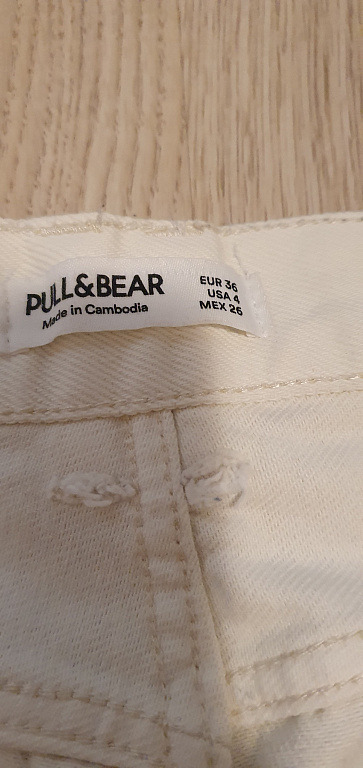 PULL&BEAR
Made in Cambodia
EUR 36
USA 4
MEX 26